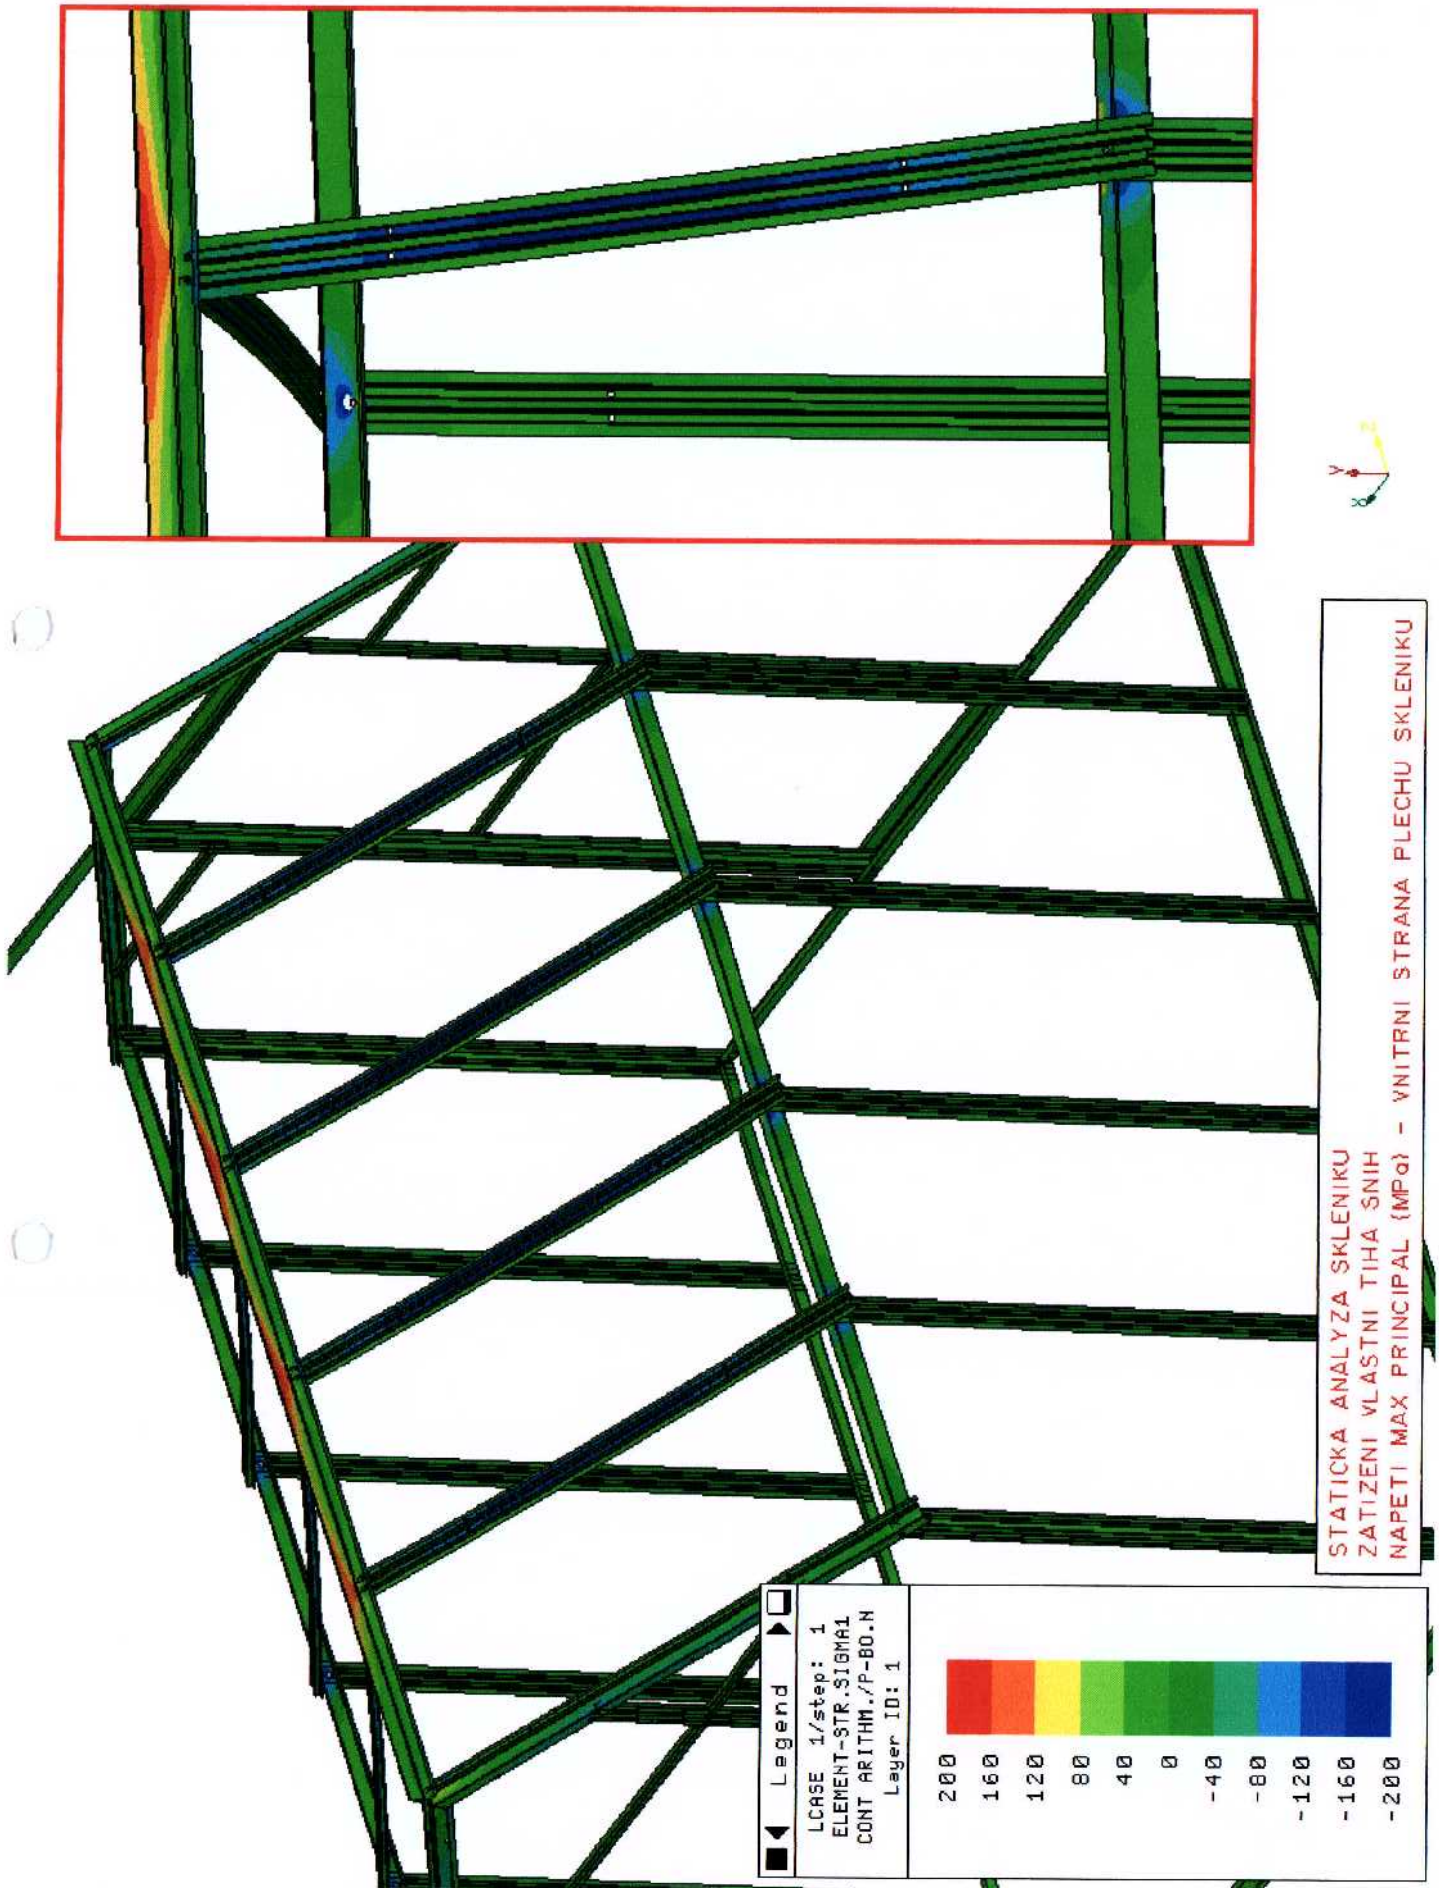 STATICKA ANALYZA SKLENIKU
ZATIZENI VLASTNI TIHA SNIH
NAPETI MAX PRINCIPAL (MPa) - VNITRNI STRANA PLECHU SKLENIKU
Legend
LCASE 1/step: 1
ELEMENT-STR.SIGMA1
CONT ARITHM./P-BD.N
Layer ID: 1
200
160
120
80
40
0
-40
-80
-120
-160
-200
Y
X
Z